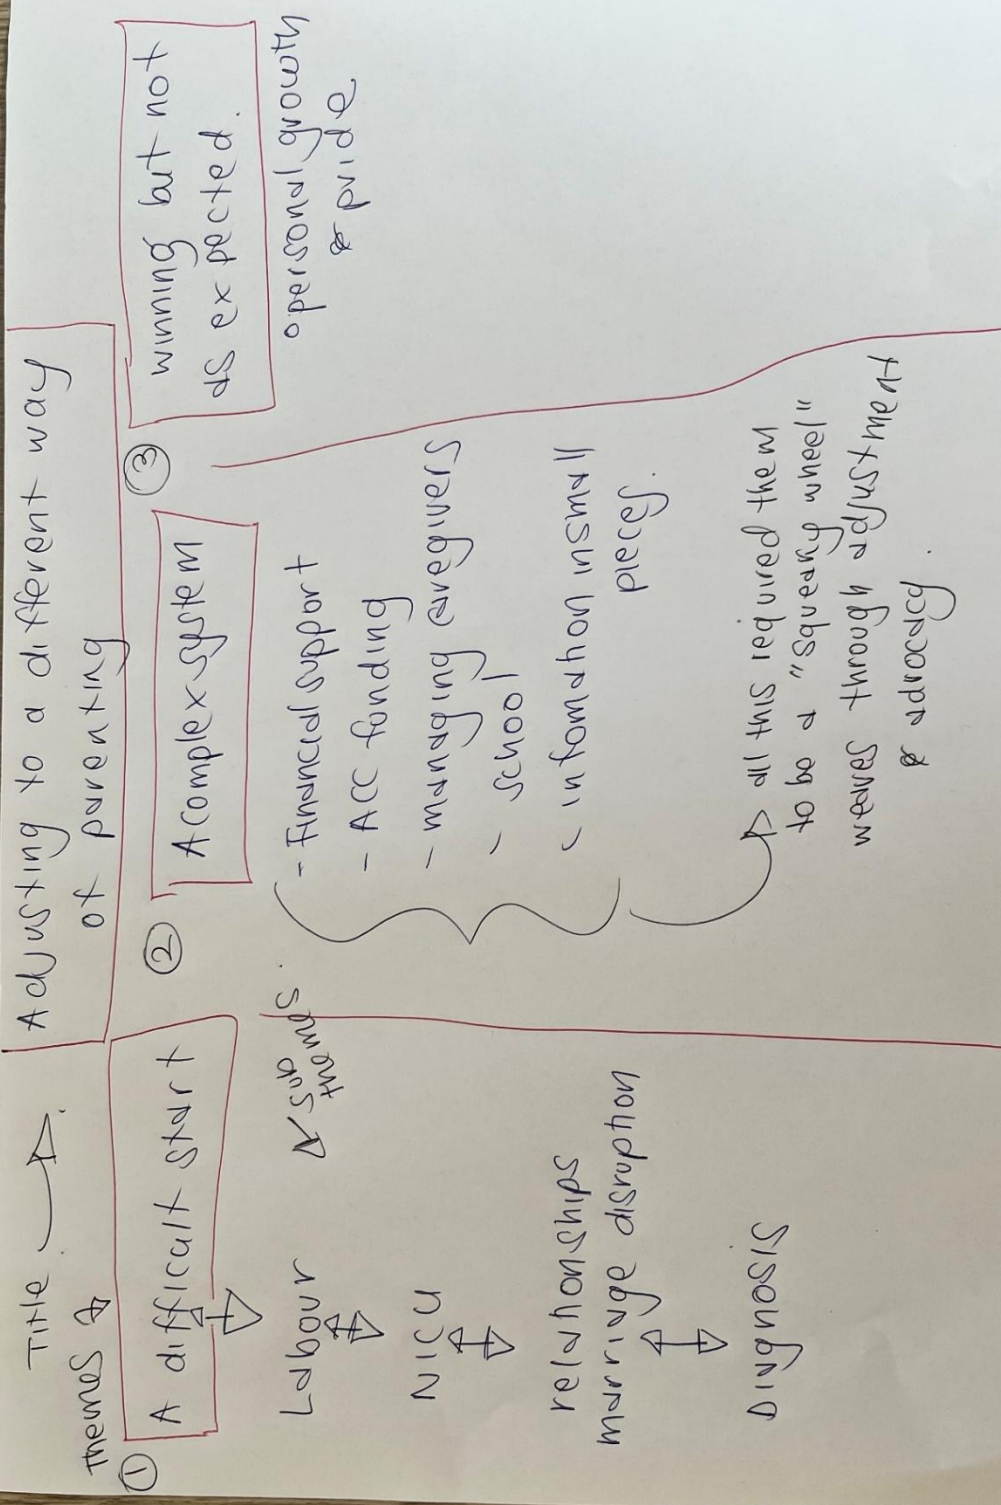 Title
Adjusting to a different way
of parenting
themes
①
A difficult start
sub
themes.
Labour
NICU
relationships
marriage disruption
Diagnosis
②
A complex system
- Financial support
- ACC fonding
- managing caregivers
- school
- infomation in small
pieces.
all this required them
to be a "squeaky wheel"
weaves through adjustment
& advocacy.
③
winning but not
as expected.
personal growth
& pride